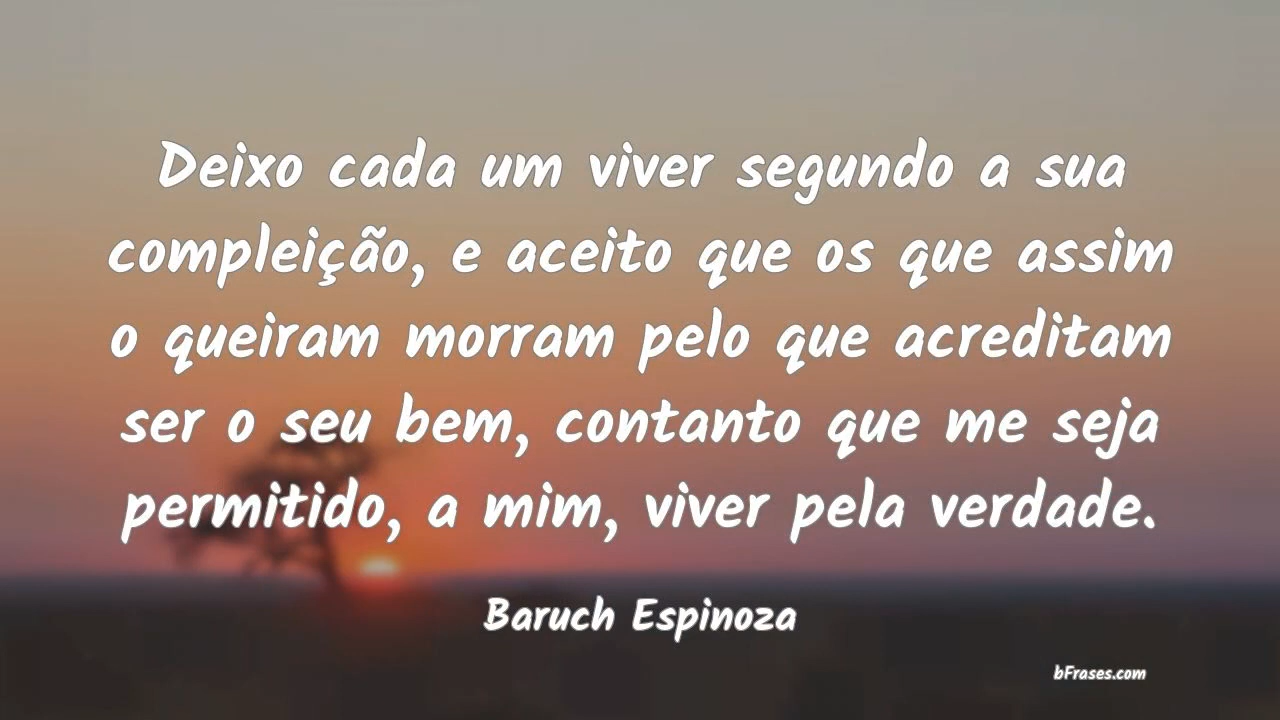 Deixo cada um viver segundo a sua
compleição, e aceito que os que assim
o queiram morram pelo que acreditam
ser o seu bem, contanto que me seja
permitido, a mim, viver pela verdade.
Baruch Espinoza
bFrases.com